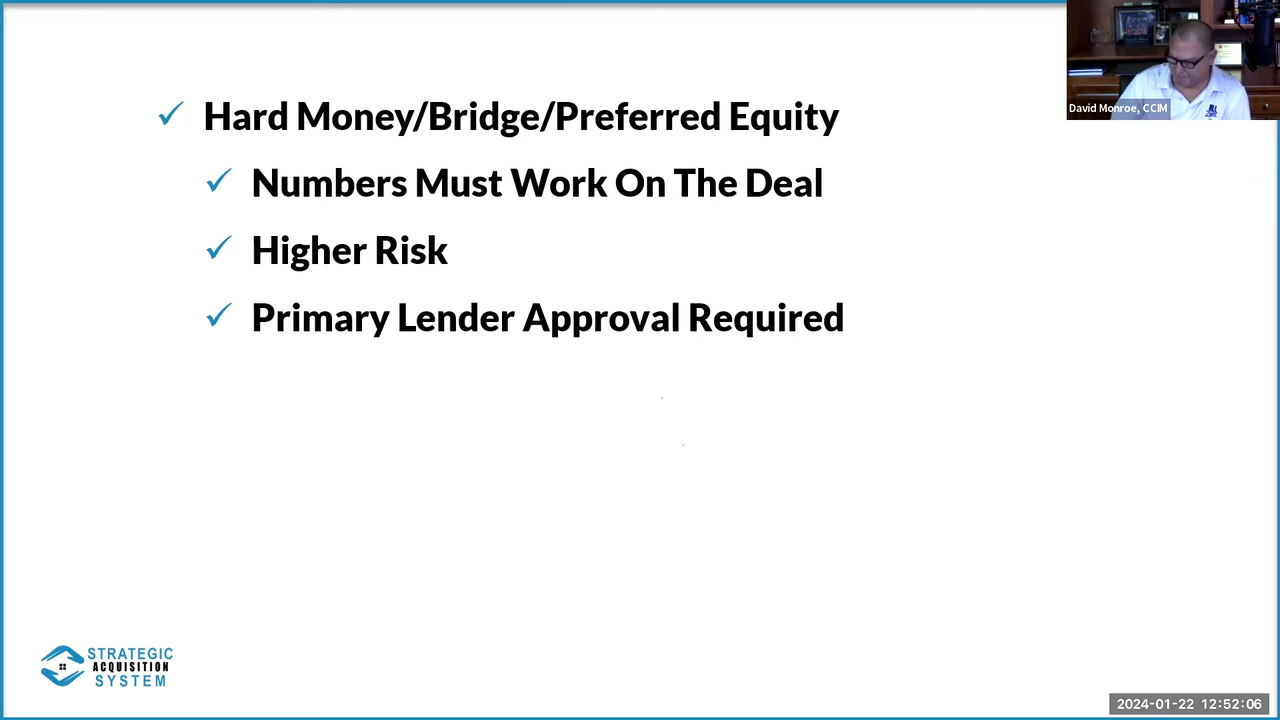 Hard Money/Bridge/Preferred Equity
Numbers Must Work On The Deal
Higher Risk
Primary Lender Approval Required
David Monroe, CCIM
STRATEGIC
ACQUISITION
SYSTEM
2024-01-22 12:52:06